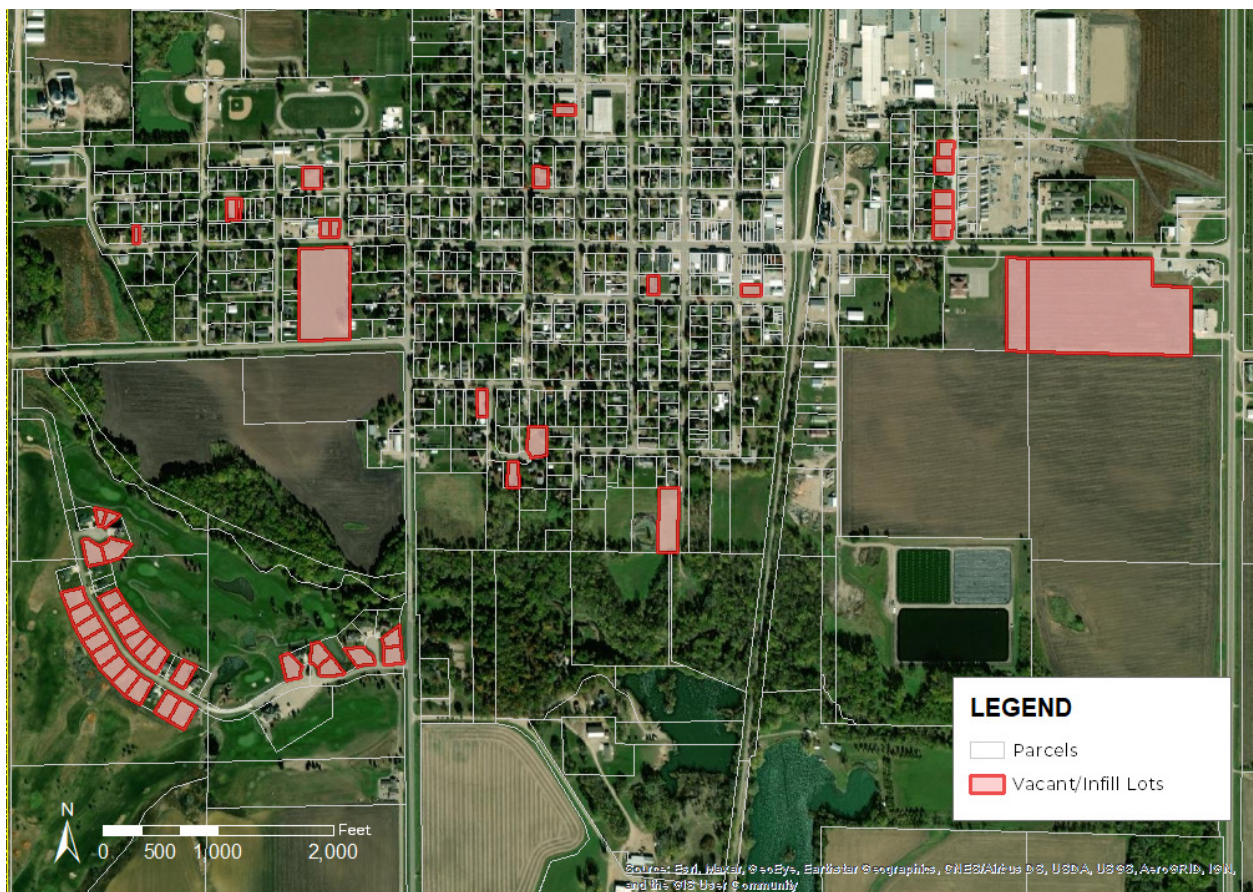 LEGEND
Parcels
Vacant/Infill Lots
N
Feet
0 500 1,000 2,000
Source: Esri, Maxar, GeoEye, Earthstar Geographics, CNES/Airbus DS, USDA, USGS, AeroGRID, IGN,
and the GIS User Community